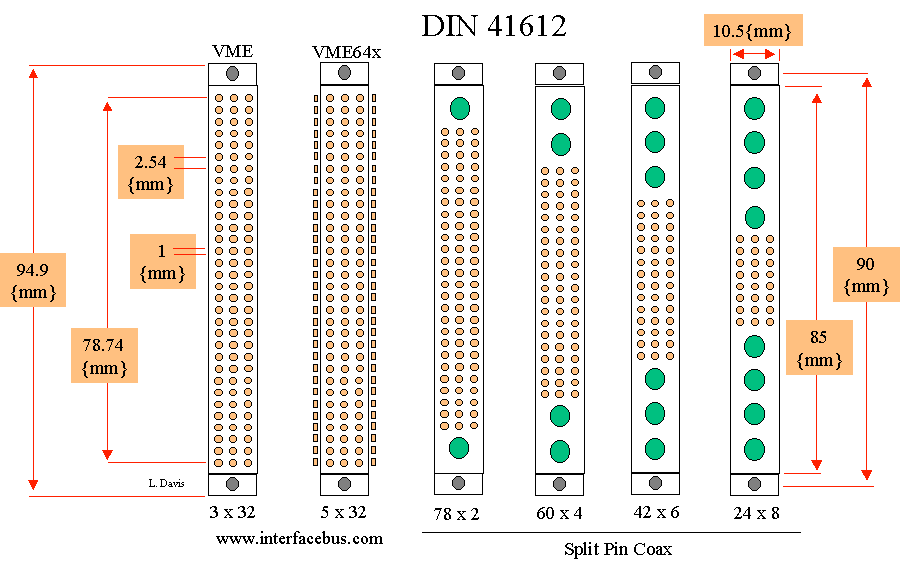 DIN 41612
10.5{mm}
VME
VME64x
2.54
{mm}
1
{mm}
94.9
{mm}
90
{mm}
78.74
{mm}
85
{mm}
L. Davis
3 x 32
5 x 32
78 x 2
60 x 4
42 x 6
24 x 8
www.interfacebus.com
Split Pin Coax